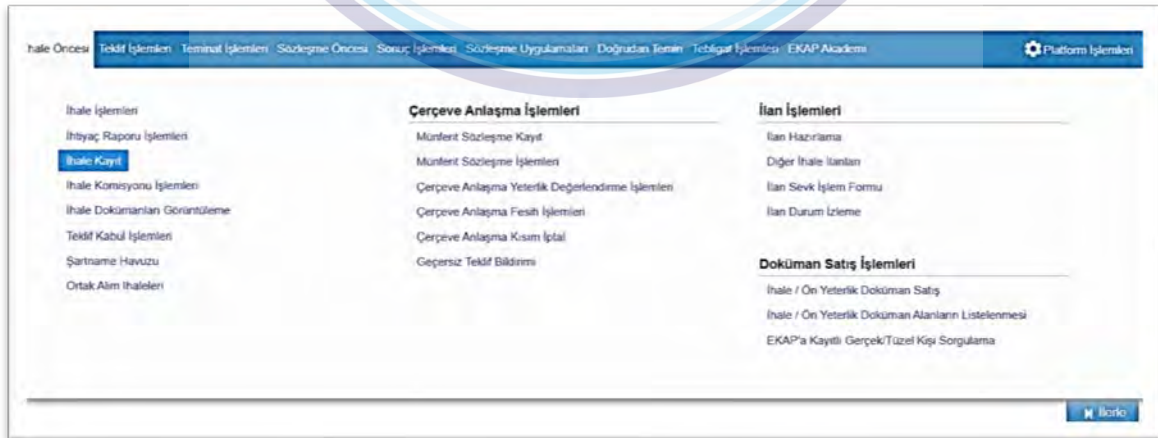 hale Öncesi Teklif İşlemleri Teminat İşlemleri Sözleşme Öncesi Sonuç İşlemleri Sözleşme Uygulamaları Doğrudan Temin Tebligat İşlemleri EKAP Akademi Platform İşlemleri
İhale İşlemleri
İhtiyaç Raporu İşlemleri
İhale Kayıt
İhale Komisyonu İşlemleri
İhale Dokümanları Görüntüleme
Teklif Kabul İşlemleri
Şartname Havuzu
Ortak Alım İhaleleri
Çerçeve Anlaşma İşlemleri
Münferit Sözleşme Kayıt
Münferit Sözleşme İşlemleri
Çerçeve Anlaşma Yeterlik Değerlendirme İşlemleri
Çerçeve Anlaşma Fesih İşlemleri
Çerçeve Anlaşma Kısım İptal
Geçersiz Teklif Bildirimi
İlan İşlemleri
İlan Hazırlama
Diğer İhale İlanları
İlan Sevk İşlem Formu
İlan Durum İzleme
Doküman Satış İşlemleri
İhale / Ön Yeterlik Doküman Satış
İhale / Ön Yeterlik Doküman Alanların Listelenmesi
EKAP'a Kayıtlı Gerçek/Tüzel Kişi Sorgulama
İlerle